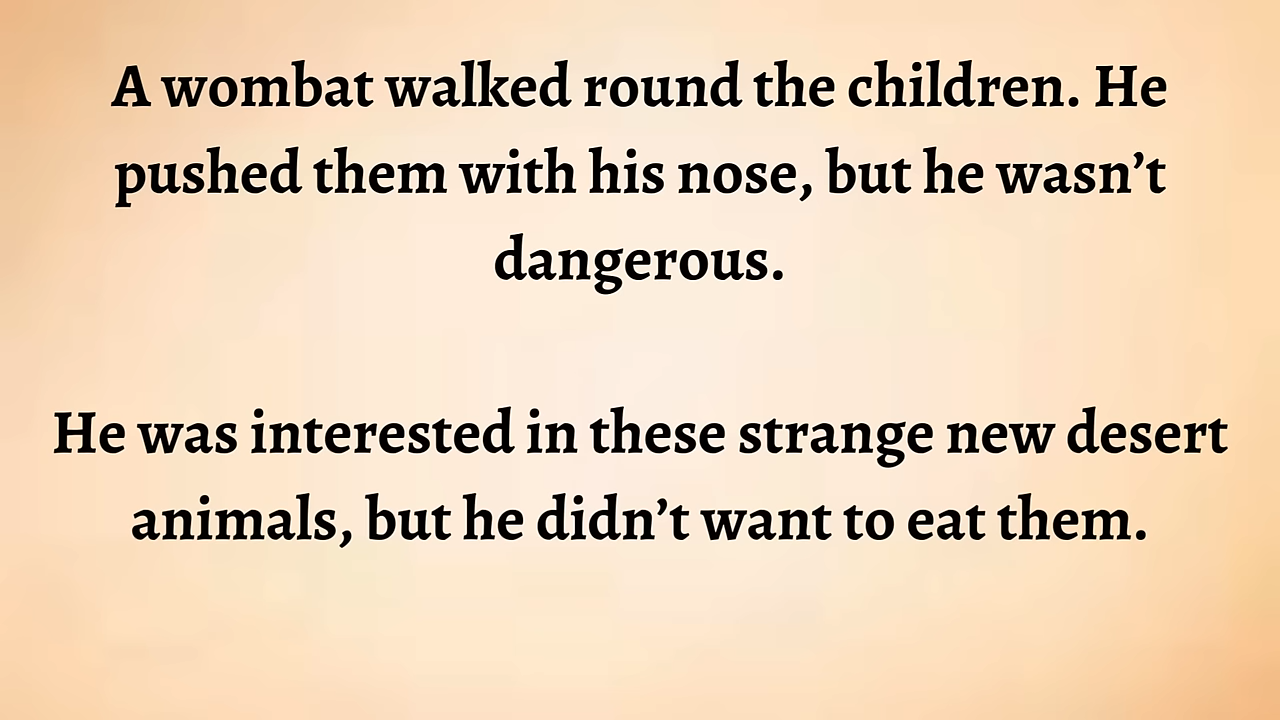 A wombat walked round the children. He
pushed them with his nose, but he wasn’t
dangerous.
He was interested in these strange new desert
animals, but he didn’t want to eat them.